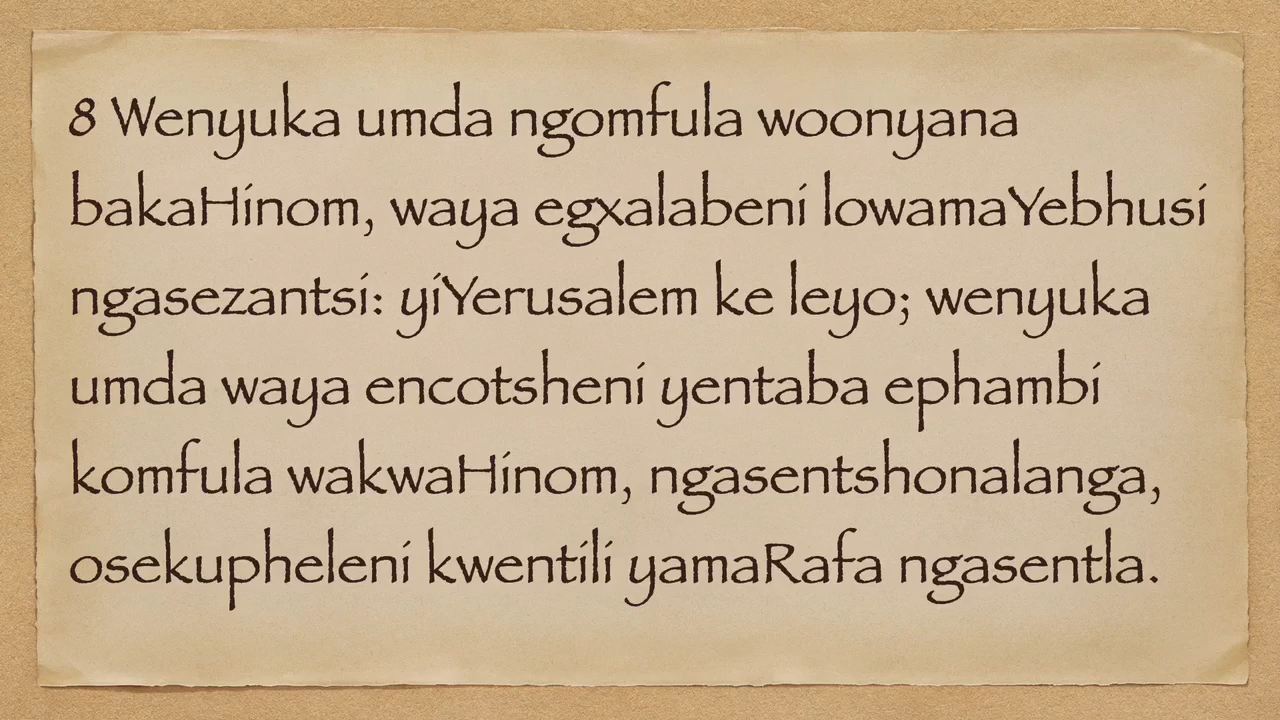 8 Wenyuka umda ngomfula woonyana
bakaHinom, waya egxalabeni lowamaYebhusi
ngasezantsi: yiYerusalem ke leyo; wenyuka
umda waya encotsheni yentaba ephambi
komfula wakwaHinom, ngasentshonalanga,
osekupheleni kwentili yamaRafa ngasentla.